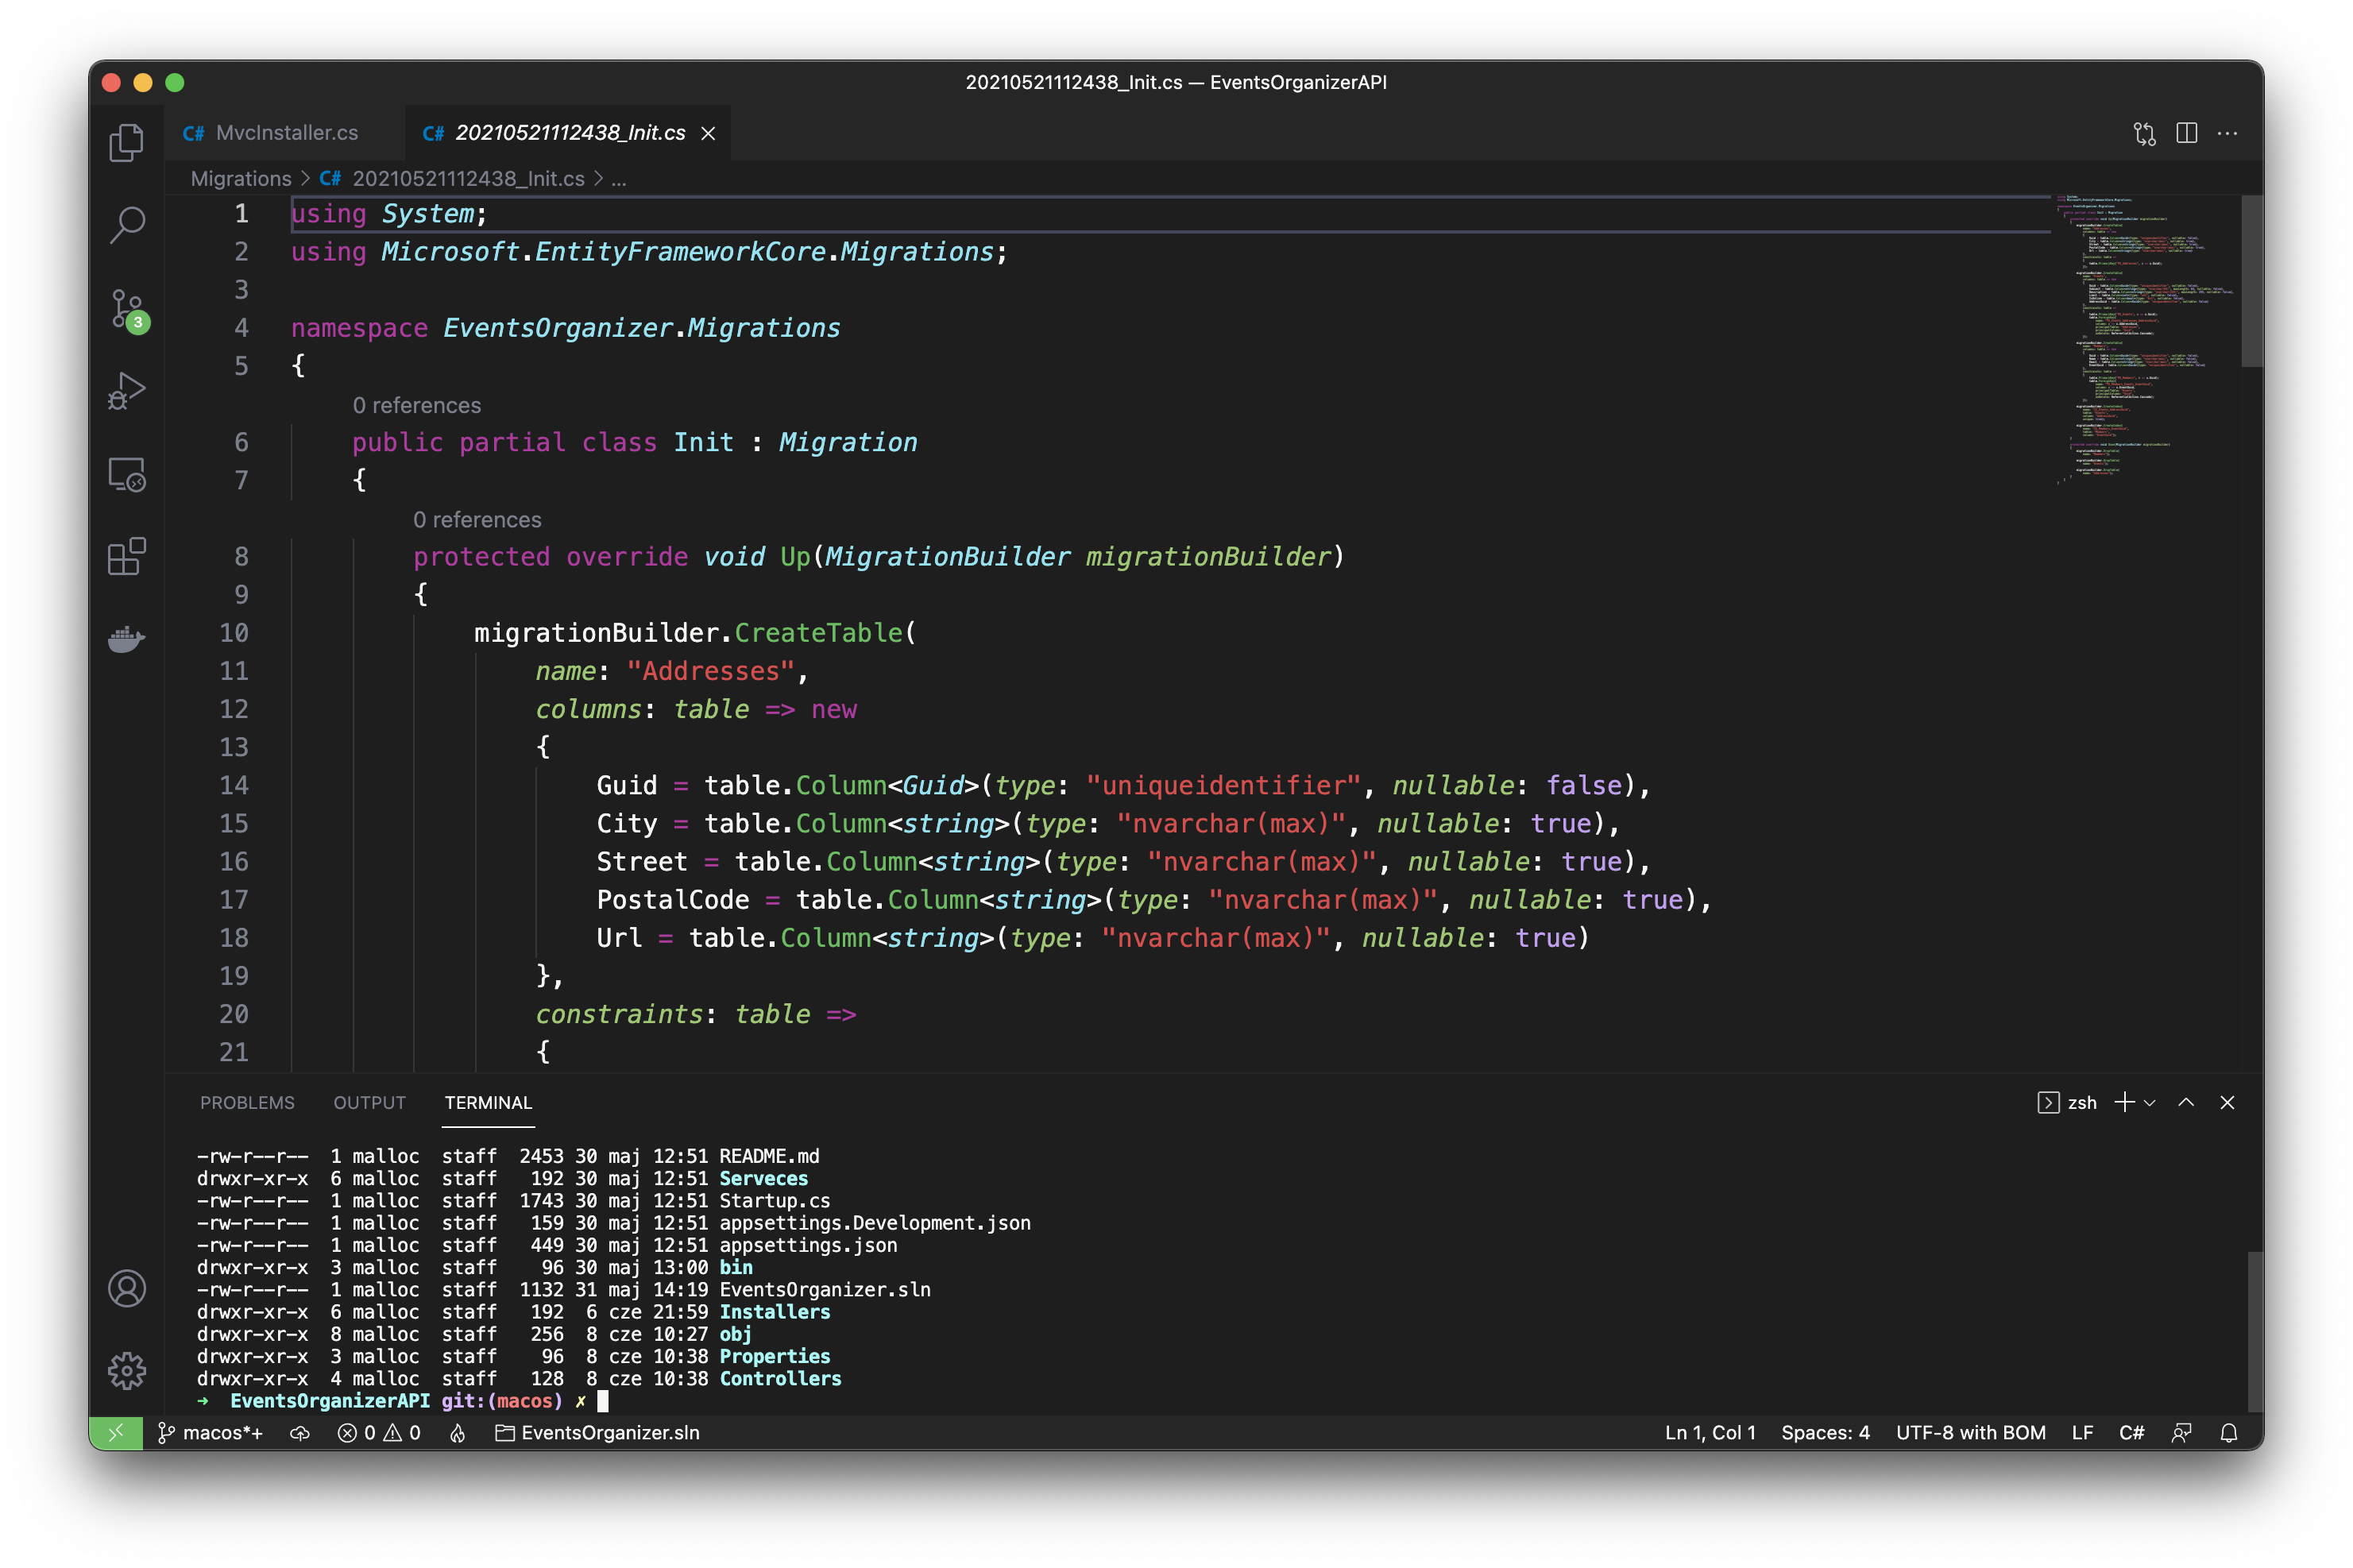 20210521112438_Init.cs — EventsOrganizerAPI
C# MvcInstaller.cs
C# 20210521112438_Init.cs
Migrations > C# 20210521112438_Init.cs > ...
1 using System;
2 using Microsoft.EntityFrameworkCore.Migrations;
3
4 namespace EventsOrganizer.Migrations
5 {
0 references
6 public partial class Init : Migration
7 {
0 references
8 protected override void Up(MigrationBuilder migrationBuilder)
9 {
10 migrationBuilder.CreateTable(
11 name: "Addresses",
12 columns: table => new
13 {
14 Guid = table.Column<Guid>(type: "uniqueidentifier", nullable: false),
15 City = table.Column<string>(type: "nvarchar(max)", nullable: true),
16 Street = table.Column<string>(type: "nvarchar(max)", nullable: true),
17 PostalCode = table.Column<string>(type: "nvarchar(max)", nullable: true),
18 Url = table.Column<string>(type: "nvarchar(max)", nullable: true)
19 },
20 constraints: table =>
21 {
3
PROBLEMS OUTPUT TERMINAL
zsh
-rw-r--r-- 1 malloc staff 2453 30 maj 12:51 README.md
drwxr-xr-x 6 malloc staff 192 30 maj 12:51 Serveces
-rw-r--r-- 1 malloc staff 1743 30 maj 12:51 Startup.cs
-rw-r--r-- 1 malloc staff 159 30 maj 12:51 appsettings.Development.json
-rw-r--r-- 1 malloc staff 449 30 maj 12:51 appsettings.json
drwxr-xr-x 3 malloc staff 96 30 maj 13:00 bin
-rw-r--r-- 1 malloc staff 1132 31 maj 14:19 EventsOrganizer.sln
drwxr-xr-x 6 malloc staff 192 6 cze 21:59 Installers
drwxr-xr-x 8 malloc staff 256 8 cze 10:27 obj
drwxr-xr-x 3 malloc staff 96 8 cze 10:38 Properties
drwxr-xr-x 4 malloc staff 128 8 cze 10:38 Controllers
➜ EventsOrganizerAPI git:(macos) ✗
macos*+ 0 0 EventsOrganizer.sln Ln 1, Col 1 Spaces: 4 UTF-8 with BOM LF C#